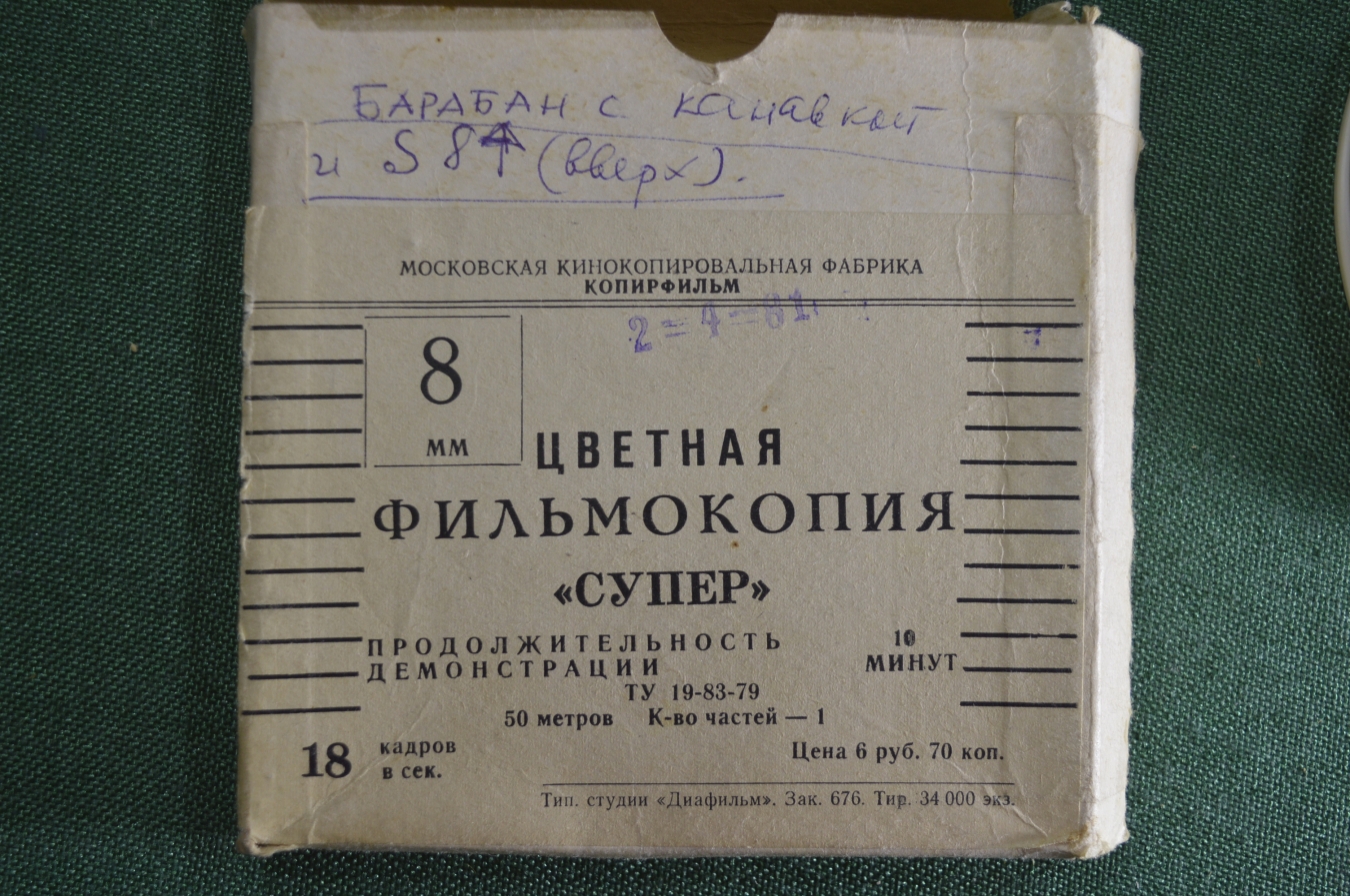 БАРАБАН с канавкой
и S 8↑ (вверх).
МОСКОВСКАЯ КИНОКОПИРОВАЛЬНАЯ ФАБРИКА
КОПИРФИЛЬМ
2=4=81
8
мм
ЦВЕТНАЯ
ФИЛЬМОКОПИЯ
«СУПЕР»
ПРОДОЛЖИТЕЛЬНОСТЬ
ДЕМОНСТРАЦИИ
10
МИНУТ
ТУ 19-83-79
50 метров К-во частей — 1
18 кадров
в сек.
Цена 6 руб. 70 коп.
Тип. студии «Диафильм». Зак. 676. Тир. 34 000 экз.